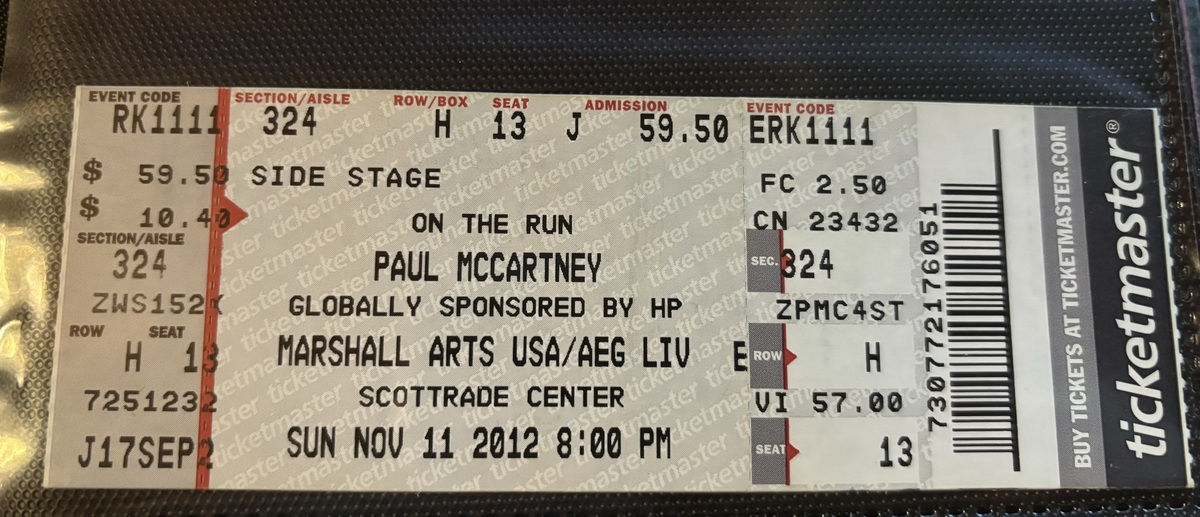 EVENT CODE
RK1111
$ 59.50
$ 10.40
SECTION/AISLE
324
ZWS152X
ROW SEAT
H 13
7251232
J17SEP2
SECTION/AISLE ROW/BOX SEAT ADMISSION
324 H 13 J 59.50
SIDE STAGE
ON THE RUN
PAUL MCCARTNEY
GLOBALLY SPONSORED BY HP
MARSHALL ARTS USA/AEG LIV E
SCOTTRADE CENTER
SUN NOV 11 2012 8:00 PM
EVENT CODE
ERK1111
FC 2.50
CN 23432
SEC. 324
ZPMC4ST
ROW H
VI 57.00
SEAT 13
730772176051
BUY TICKETS AT TICKETMASTER.COM
ticketmaster®